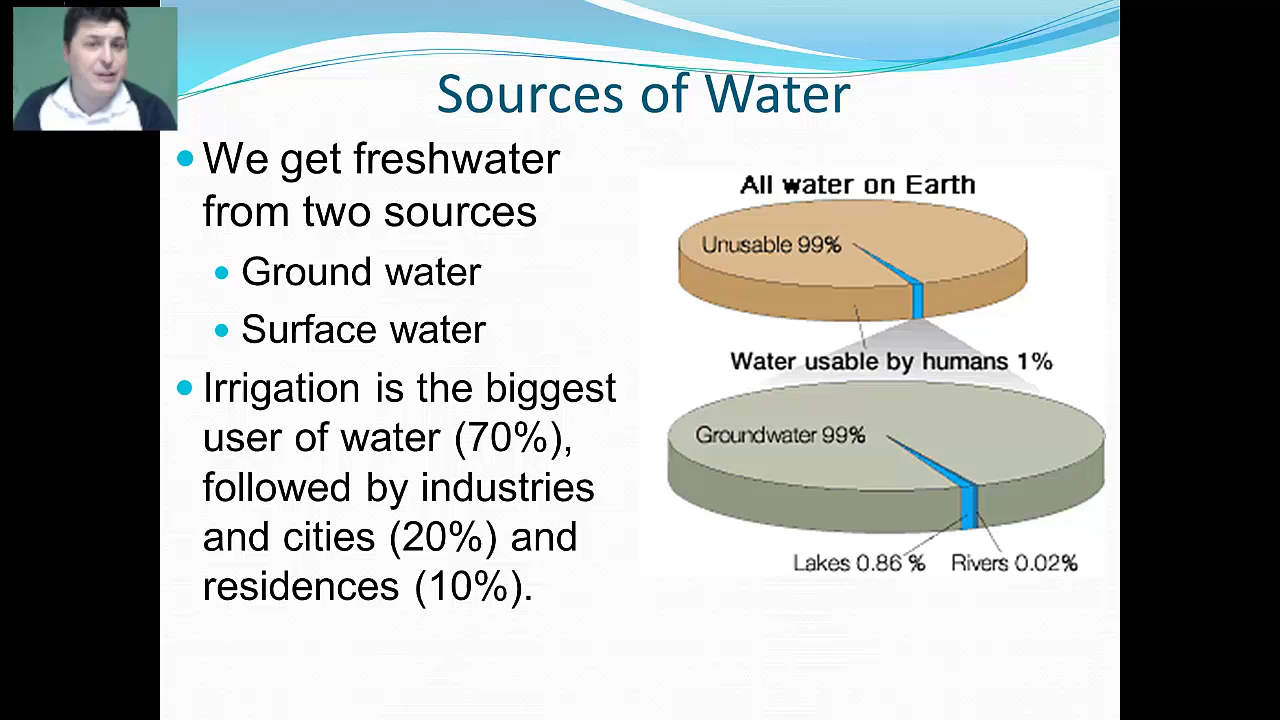 Sources of Water
We get freshwater
from two sources
Ground water
Surface water
Irrigation is the biggest
user of water (70%),
followed by industries
and cities (20%) and
residences (10%).
All water on Earth
Unusable 99%
Water usable by humans 1%
Groundwater 99%
Lakes 0.86 %
Rivers 0.02%